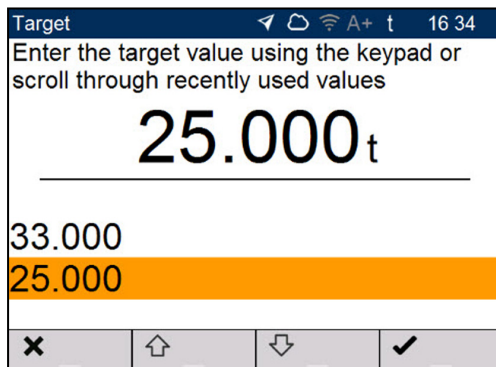 Target A+ t 16 34
Enter the target value using the keypad or
scroll through recently used values
25.000 t
33.000
25.000